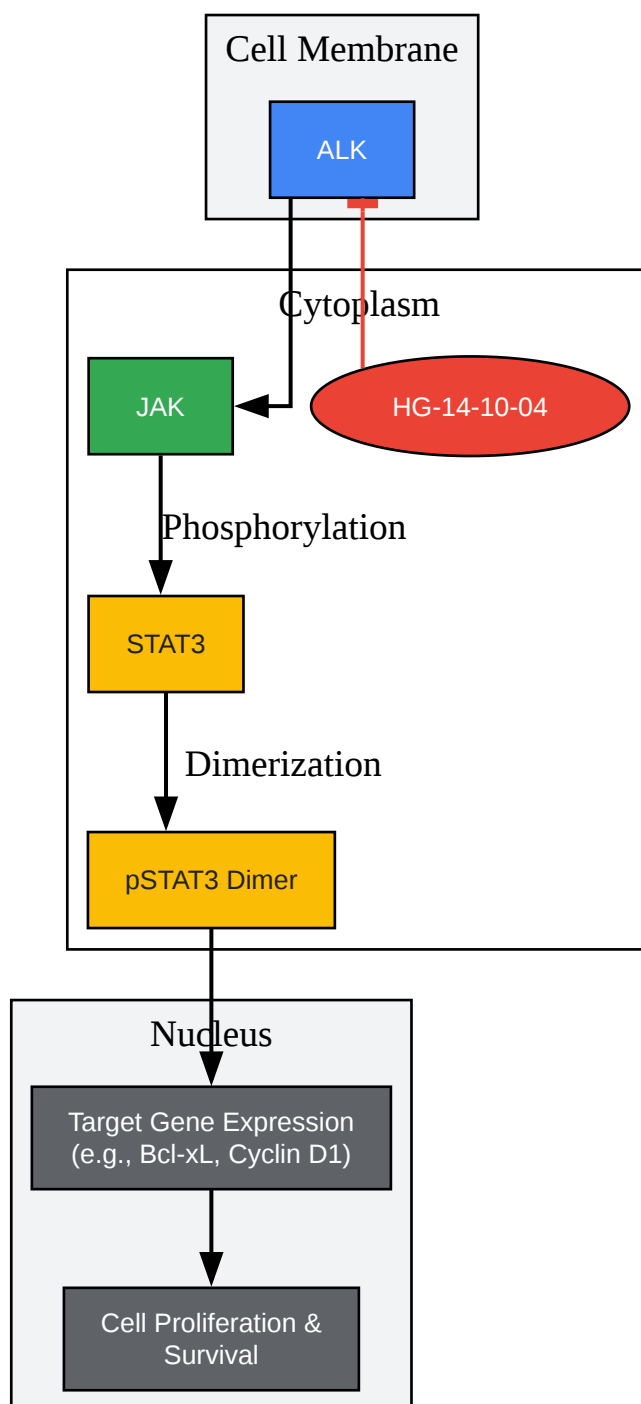 Cell Membrane
ALK
Cytoplasm
JAK
HG-14-10-04
Phosphorylation
STAT3
Dimerization
pSTAT3 Dimer
Nucleus
Target Gene Expression
(e.g., Bcl-xL, Cyclin D1)
Cell Proliferation &
Survival